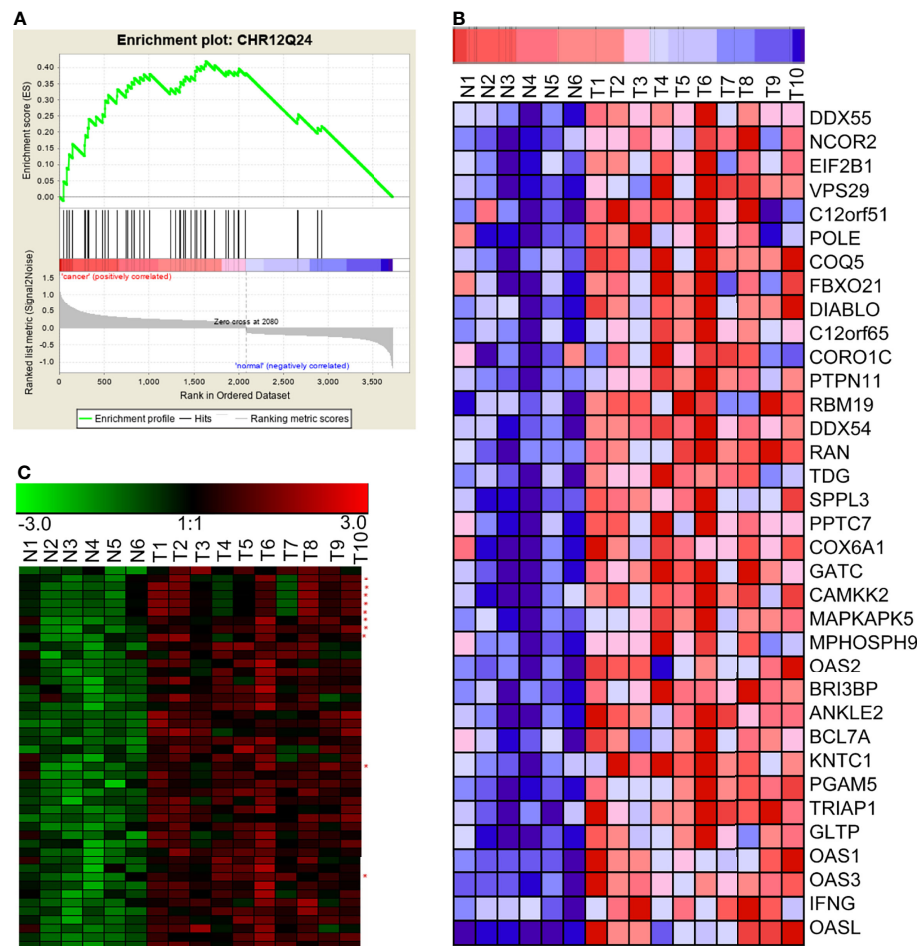 A
Enrichment plot: CHR12Q24
Enrichment score (ES)
0.40
0.35
0.30
0.25
0.20
0.15
0.10
0.05
0.00
'cancer' (positively correlated)
Ranked list metric (Signal2Noise)
1.5
1.0
0.5
0.0
-0.5
-1.0
Zero cross at 2080
'normal' (negatively correlated)
0 500 1,000 1,500 2,000 2,500 3,000 3,500
Rank in Ordered Dataset
Enrichment profile Hits Ranking metric scores
B
N1 N2 N3 N4 N5 N6 T1 T2 T3 T4 T5 T6 T7 T8 T9 T10
DDX55
NCOR2
EIF2B1
VPS29
C12orf51
POLE
COQ5
FBXO21
DIABLO
C12orf65
CORO1C
PTPN11
RBM19
DDX54
RAN
TDG
SPPL3
PPTC7
COX6A1
GATC
CAMKK2
MAPKAPK5
MPHOSPH9
OAS2
BRI3BP
ANKLE2
BCL7A
KNTC1
PGAM5
TRIAP1
GLTP
OAS1
OAS3
IFNG
OASL
C
-3.0 1:1 3.0
N1 N2 N3 N4 N5 N6 T1 T2 T3 T4 T5 T6 T7 T8 T9 T10
*
*
*
*
*
*
*
*
*
*